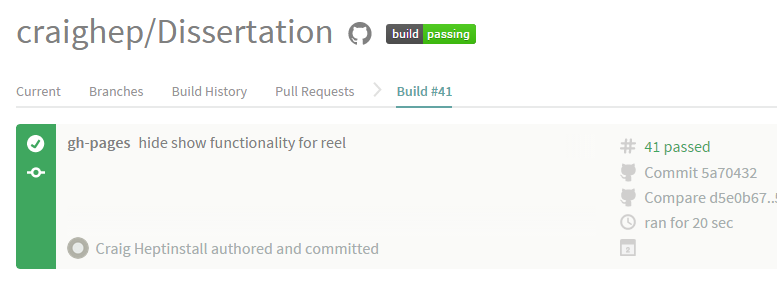 craighep/Dissertation build passing
Current Branches Build History Pull Requests Build #41
gh-pages hide show functionality for reel
41 passed
Commit 5a70432
Compare d5e0b67..
ran for 20 sec
Craig Heptinstall authored and committed